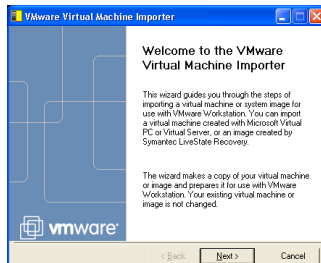 VMware Virtual Machine Importer
Welcome to the VMware
Virtual Machine Importer
This wizard guides you through the steps of
importing a virtual machine or system image for
use with VMware Workstation. You can import
a virtual machine created with Microsoft Virtual
PC or Virtual Server, or an image created by
Symantec LiveState Recovery.
The wizard makes a copy of your virtual machine
or image and prepares it for use with VMware
Workstation. Your existing virtual machine or
image is not changed.
vmware
< Back
Next >
Cancel